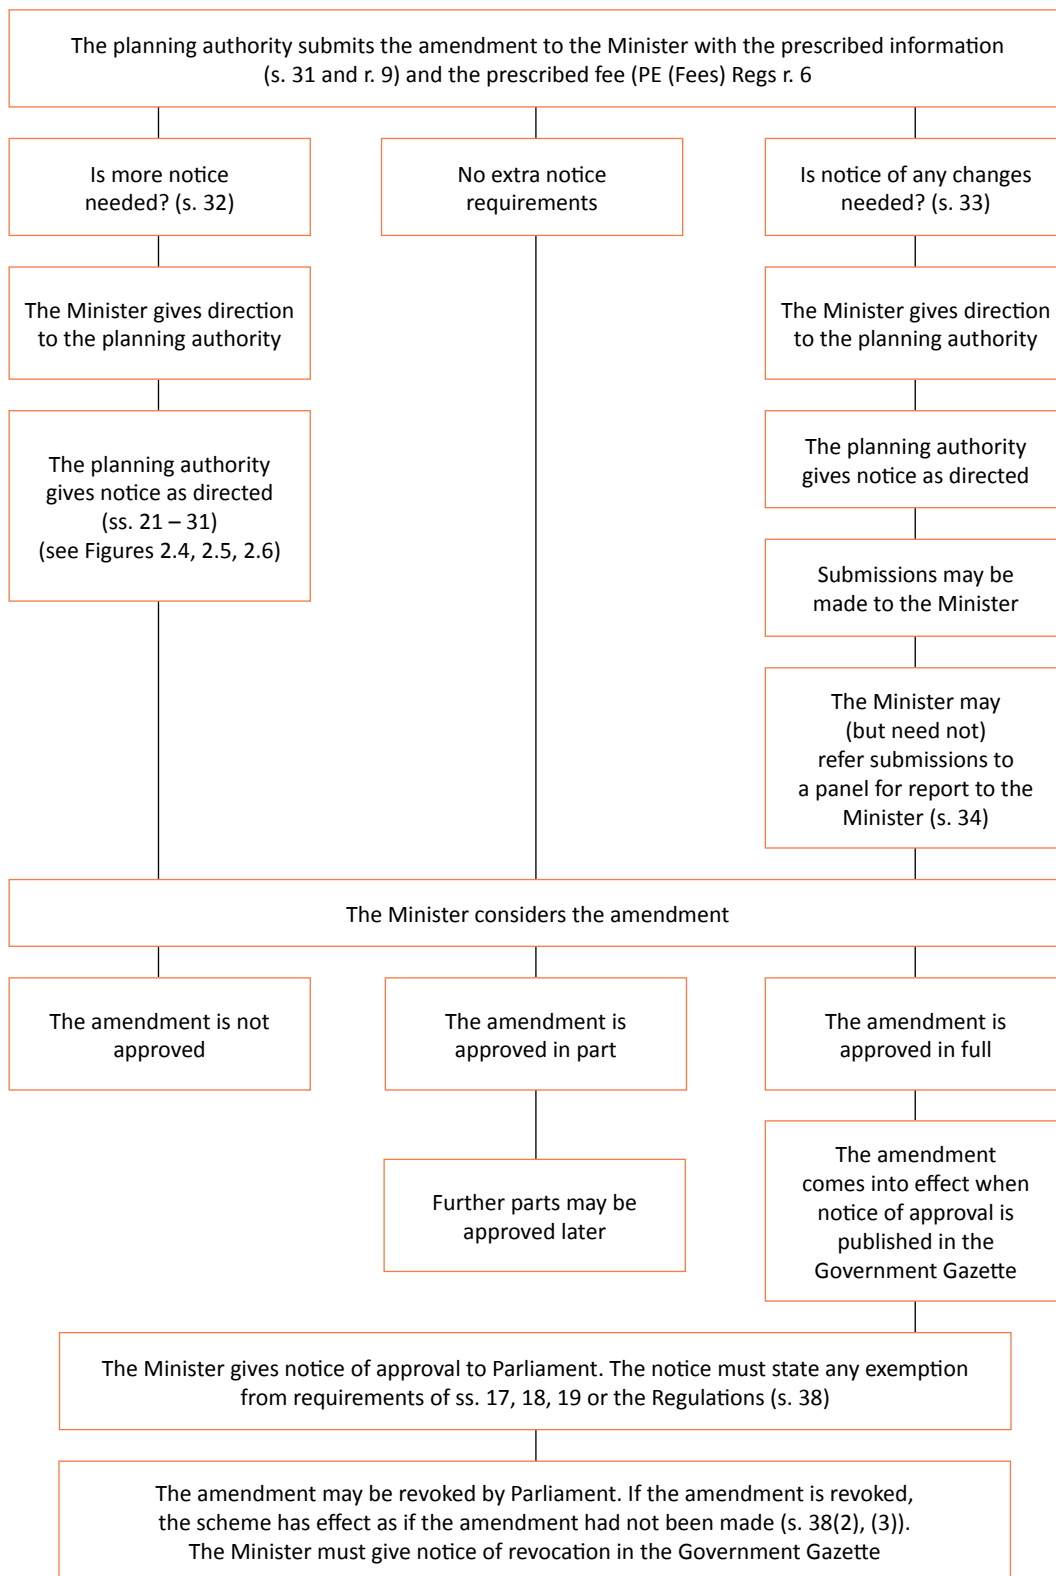 The planning authority submits the amendment to the Minister with the prescribed information
(s. 31 and r. 9) and the prescribed fee (PE (Fees) Regs r. 6
Is more notice
needed? (s. 32)
No extra notice
requirements
Is notice of any changes
needed? (s. 33)
The Minister gives direction
to the planning authority
The Minister gives direction
to the planning authority
The planning authority
gives notice as directed
(ss. 21 – 31)
(see Figures 2.4, 2.5, 2.6)
The planning authority
gives notice as directed
Submissions may be
made to the Minister
The Minister may
(but need not)
refer submissions to
a panel for report to the
Minister (s. 34)
The Minister considers the amendment
The amendment is not
approved
The amendment is
approved in part
The amendment is
approved in full
Further parts may be
approved later
The amendment
comes into effect when
notice of approval is
published in the
Government Gazette
The Minister gives notice of approval to Parliament. The notice must state any exemption
from requirements of ss. 17, 18, 19 or the Regulations (s. 38)
The amendment may be revoked by Parliament. If the amendment is revoked,
the scheme has effect as if the amendment had not been made (s. 38(2), (3)).
The Minister must give notice of revocation in the Government Gazette